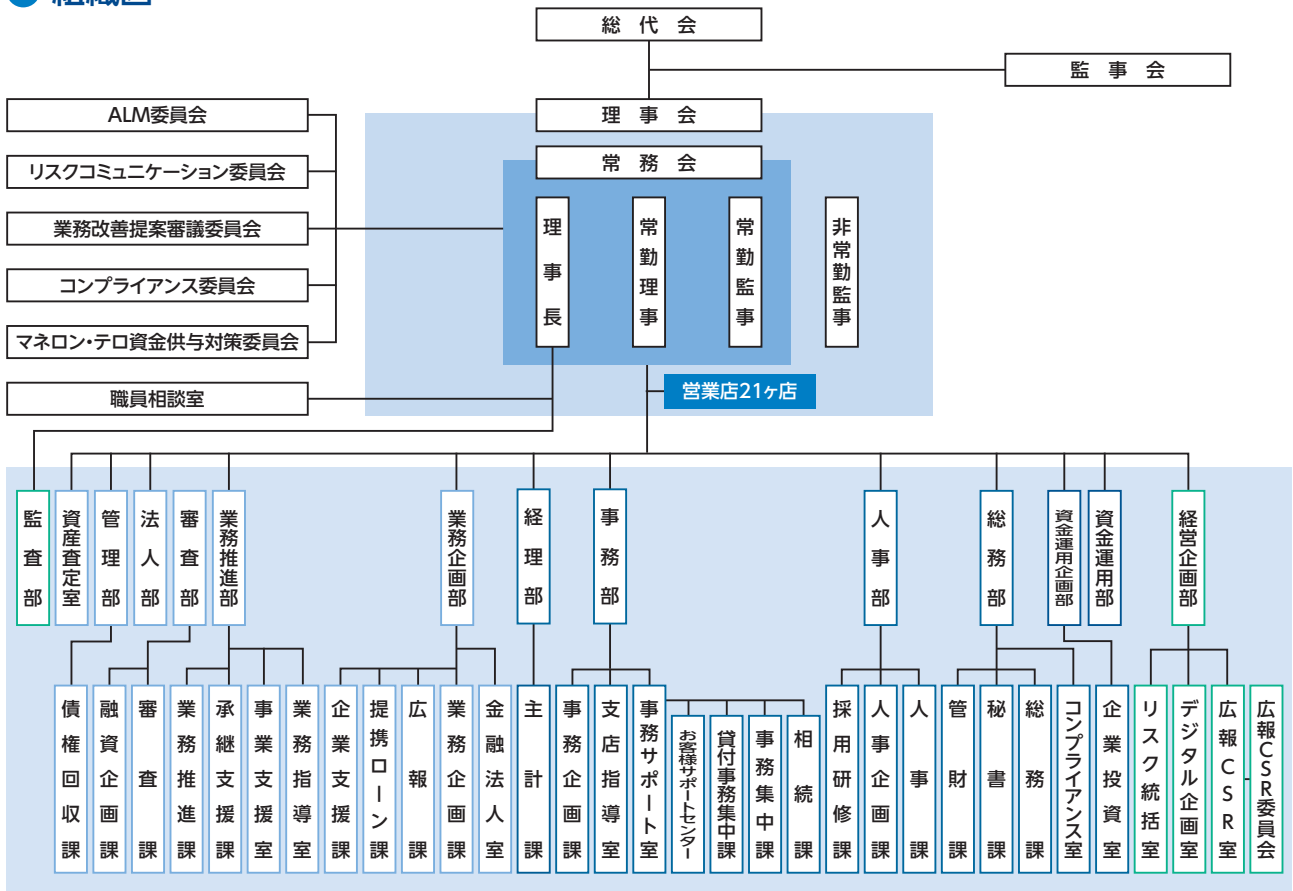 組織図
総代会
監事会
ALM委員会
理事会
リスクコミュニケーション委員会
常務会
業務改善提案審議委員会
コンプライアンス委員会
マネロン・テロ資金供与対策委員会
職員相談室
理事長
常勤理事
常勤監事
非常勤監事
営業店21ヶ店
監査部
資産査定室
管理部
法人部
審査部
業務推進部
業務企画部
経理部
事務部
人事部
総務部
資金運用企画部
資金運用部
経営企画部
債権回収課
融資企画課
審査課
業務推進課
承継支援課
事業支援室
業務指導室
企業支援課
提携ローン課
広報課
業務企画課
金融法人室
主計課
事務企画課
支店指導室
事務サポート室
お客様サポートセンター
貸付事務集中課
事務集中課
相続課
採用研修課
人事企画課
人事課
管財課
秘書課
総務課
コンプライアンス室
企業投資室
リスク統括室
デジタル企画室
広報CSR室
広報CSR委員会